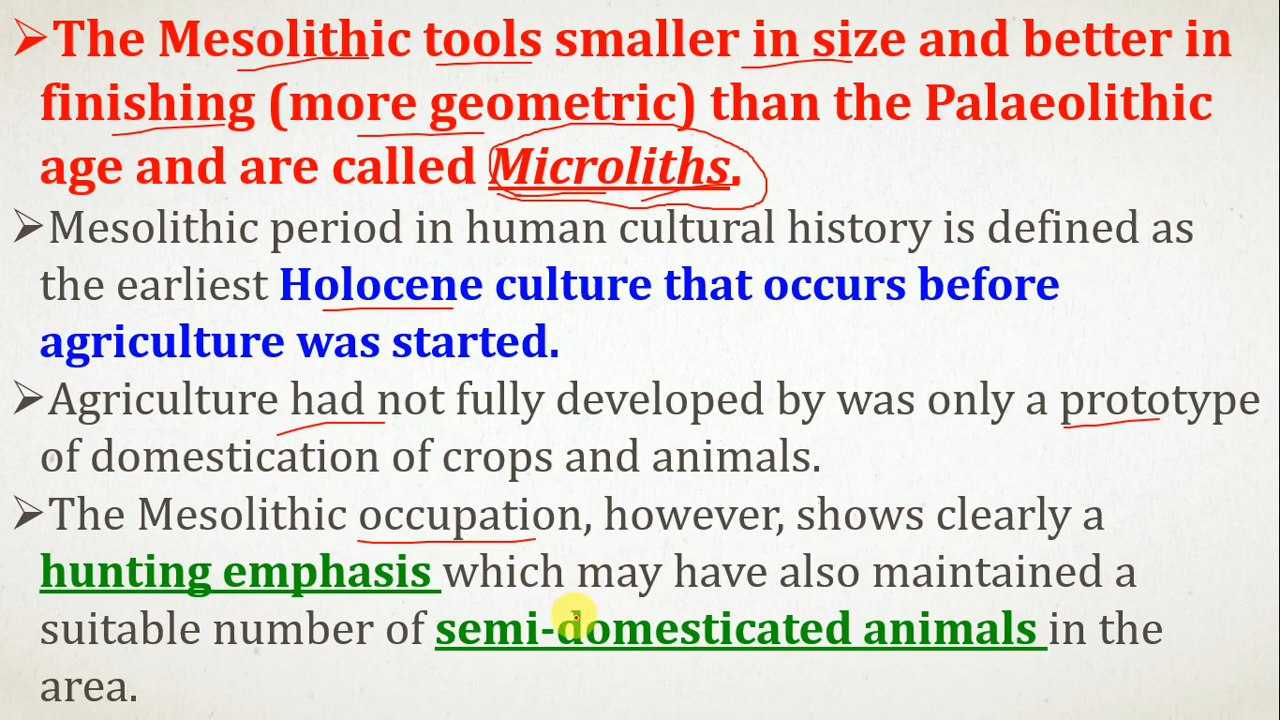 ➢The Mesolithic tools smaller in size and better in
finishing (more geometric) than the Palaeolithic
age and are called Microliths.
➢Mesolithic period in human cultural history is defined as
the earliest Holocene culture that occurs before
agriculture was started.
➢Agriculture had not fully developed by was only a prototype
of domestication of crops and animals.
➢The Mesolithic occupation, however, shows clearly a
hunting emphasis which may have also maintained a
suitable number of semi-domesticated animals in the
area.